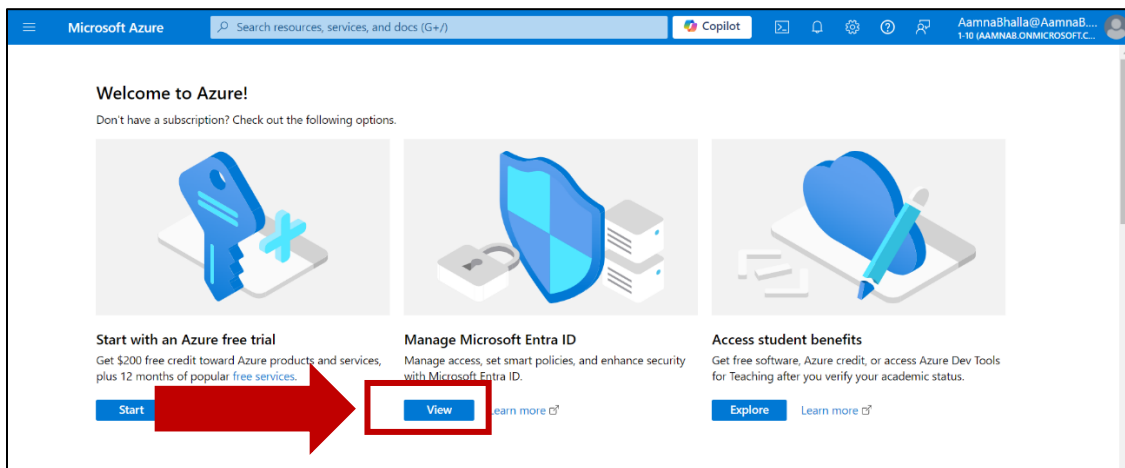 Microsoft Azure
Search resources, services, and docs (G+/)
Copilot
AamnaBhalla@AamnaB....
1-10 (AAMNAB.ONMICROSOFT.C...
Welcome to Azure!
Don't have a subscription? Check out the following options.
Start with an Azure free trial
Get $200 free credit toward Azure products and services,
plus 12 months of popular free services.
Start
Manage Microsoft Entra ID
Manage access, set smart policies, and enhance security
with Microsoft Entra ID.
View
Learn more
Access student benefits
Get free software, Azure credit, or access Azure Dev Tools
for Teaching after you verify your academic status.
Explore
Learn more